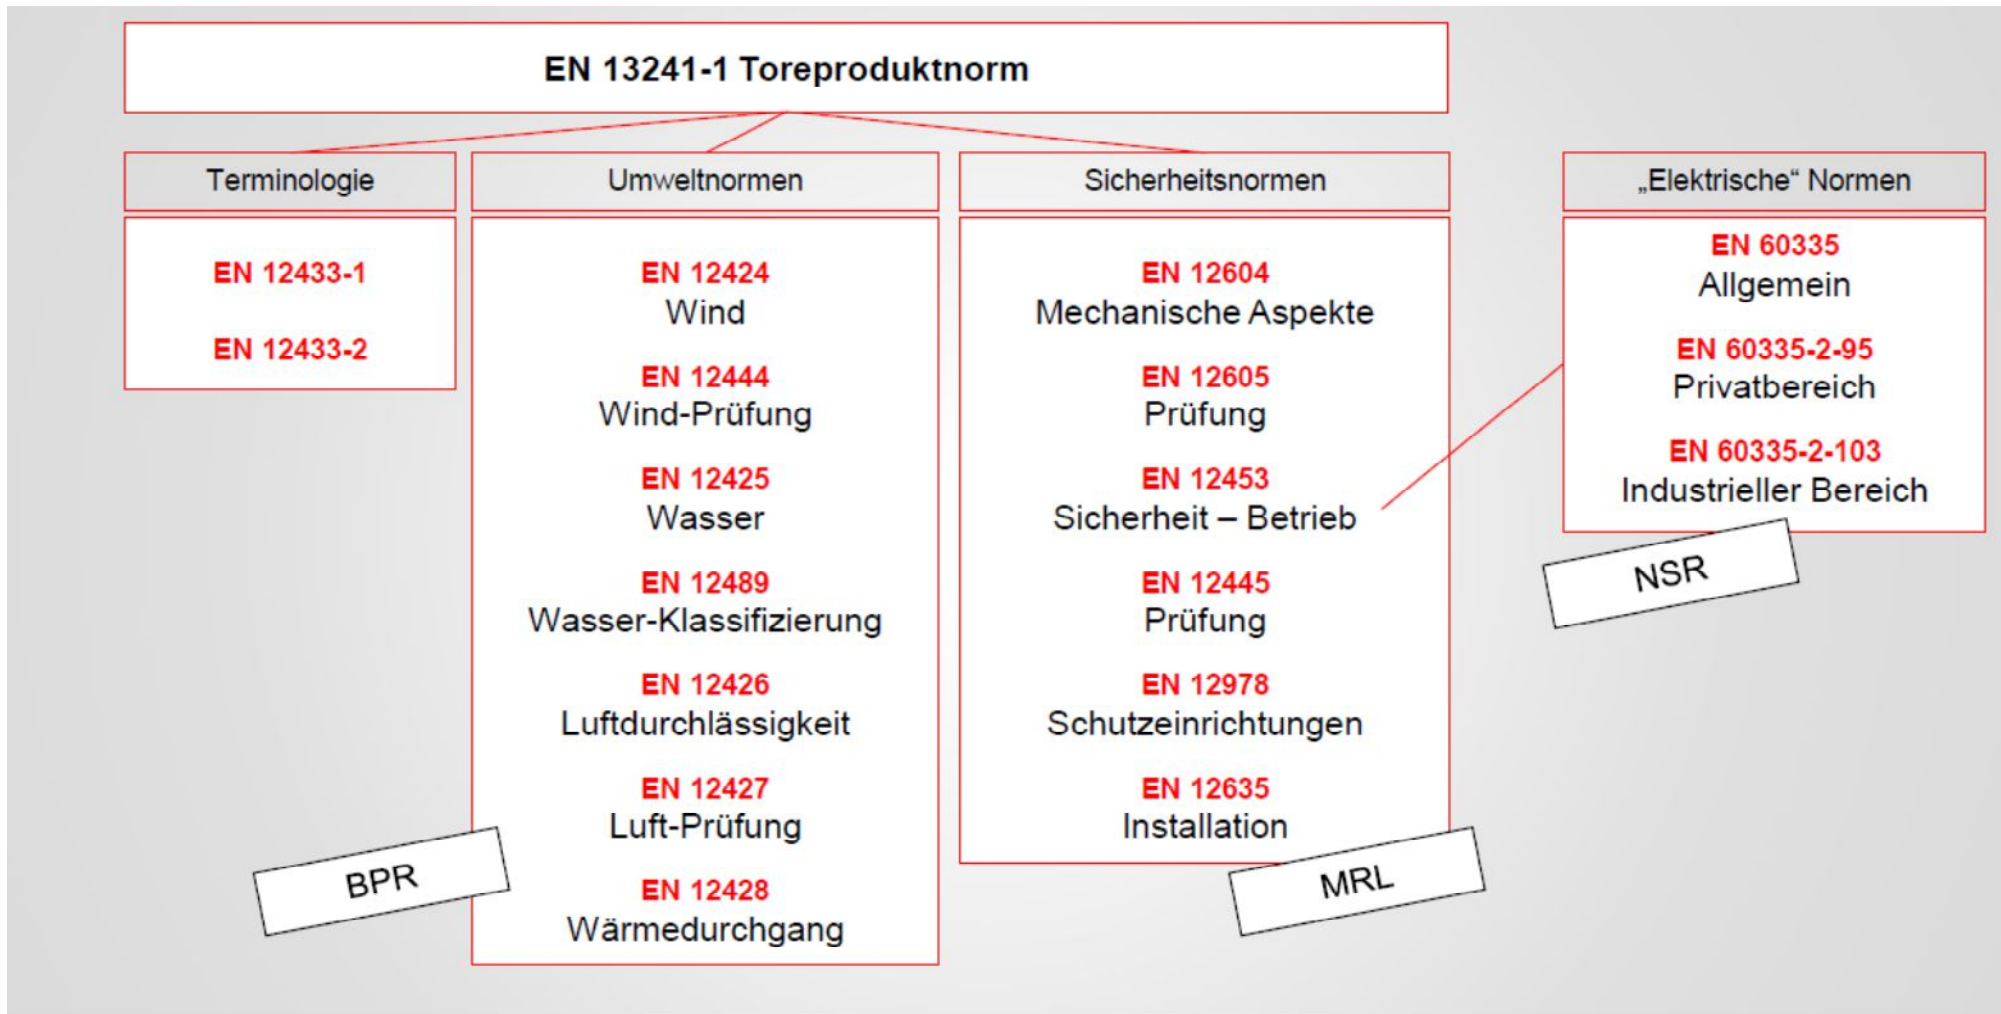 EN 13241-1 Toreproduktnorm
Terminologie
EN 12433-1
EN 12433-2
Umweltnormen
EN 12424
Wind
EN 12444
Wind-Prüfung
EN 12425
Wasser
EN 12489
Wasser-Klassifizierung
EN 12426
Luftdurchlässigkeit
EN 12427
Luft-Prüfung
EN 12428
Wärmedurchgang
BPR
Sicherheitsnormen
EN 12604
Mechanische Aspekte
EN 12605
Prüfung
EN 12453
Sicherheit – Betrieb
EN 12445
Prüfung
EN 12978
Schutzeinrichtungen
EN 12635
Installation
MRL
„Elektrische“ Normen
EN 60335
Allgemein
EN 60335-2-95
Privatbereich
EN 60335-2-103
Industrieller Bereich
NSR